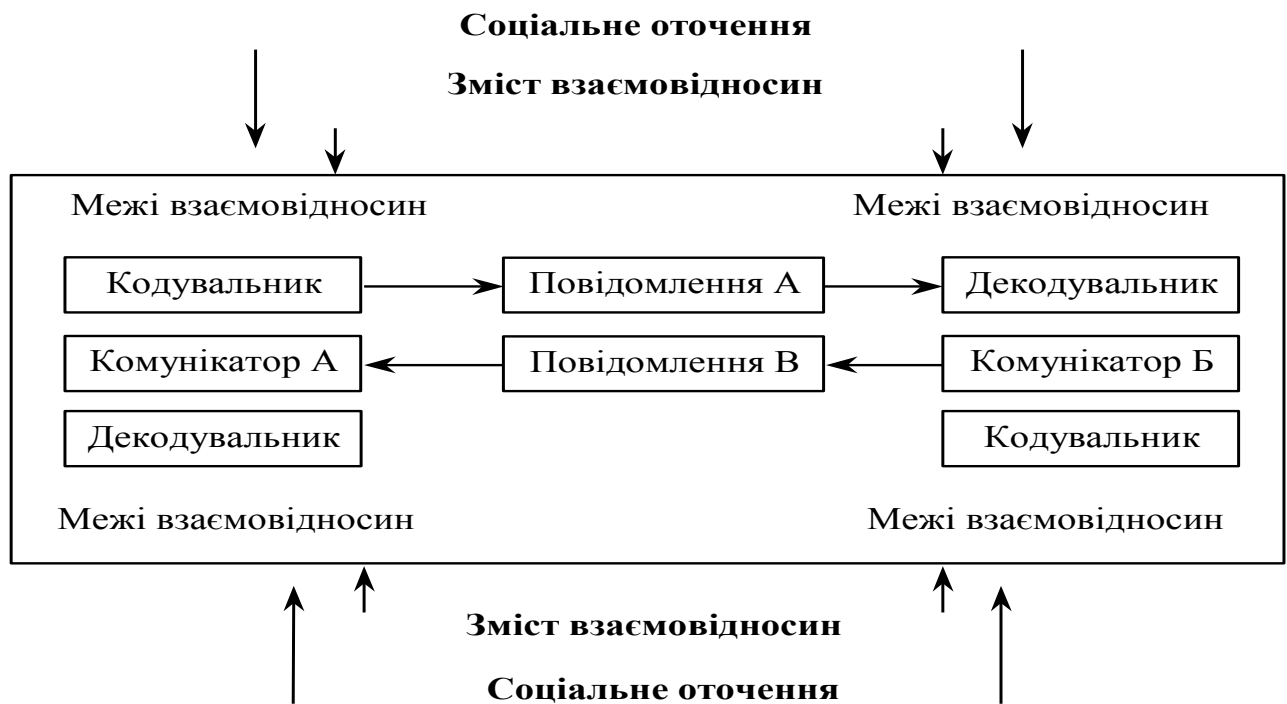 Соціальне оточення
Зміст взаємовідносин
Межі взаємовідносин Межі взаємовідносин
Кодувальник Повідомлення А Декодувальник
Комунікатор А Повідомлення В Комунікатор Б
Декодувальник Кодувальник
Межі взаємовідносин Межі взаємовідносин
Зміст взаємовідносин
Соціальне оточення